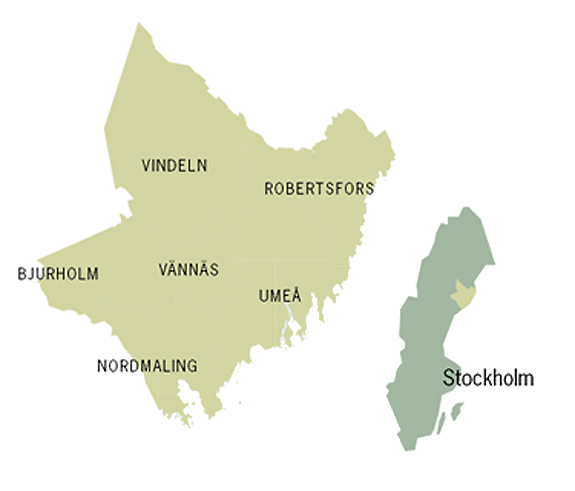 VINDELN
ROBERTSFORS
VÄNNÄS
BJURHOLM
UMEÅ
NORDMALING
Stockholm